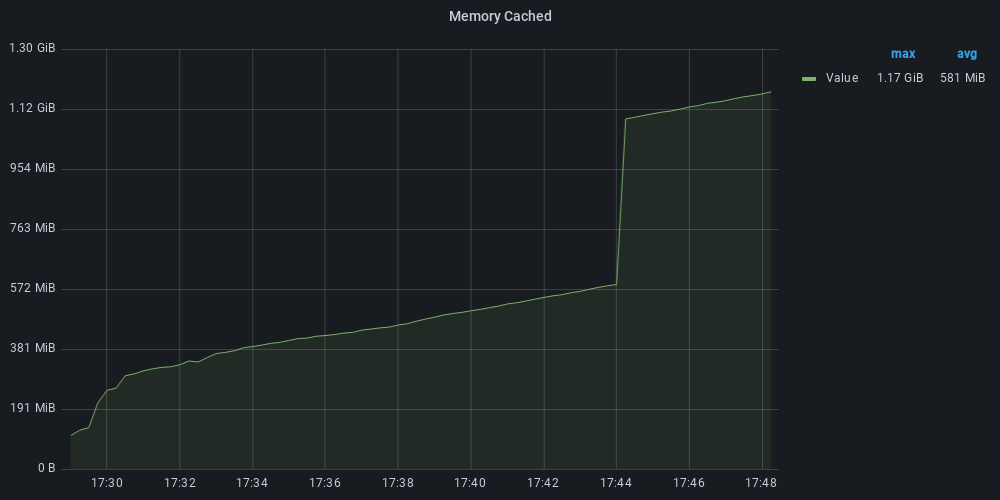 Memory Cached
1.30 GiB
1.12 GiB
954 MiB
763 MiB
572 MiB
381 MiB
191 MiB
0 B
17:30 17:32 17:34 17:36 17:38 17:40 17:42 17:44 17:46 17:48
max avg
Value 1.17 GiB 581 MiB